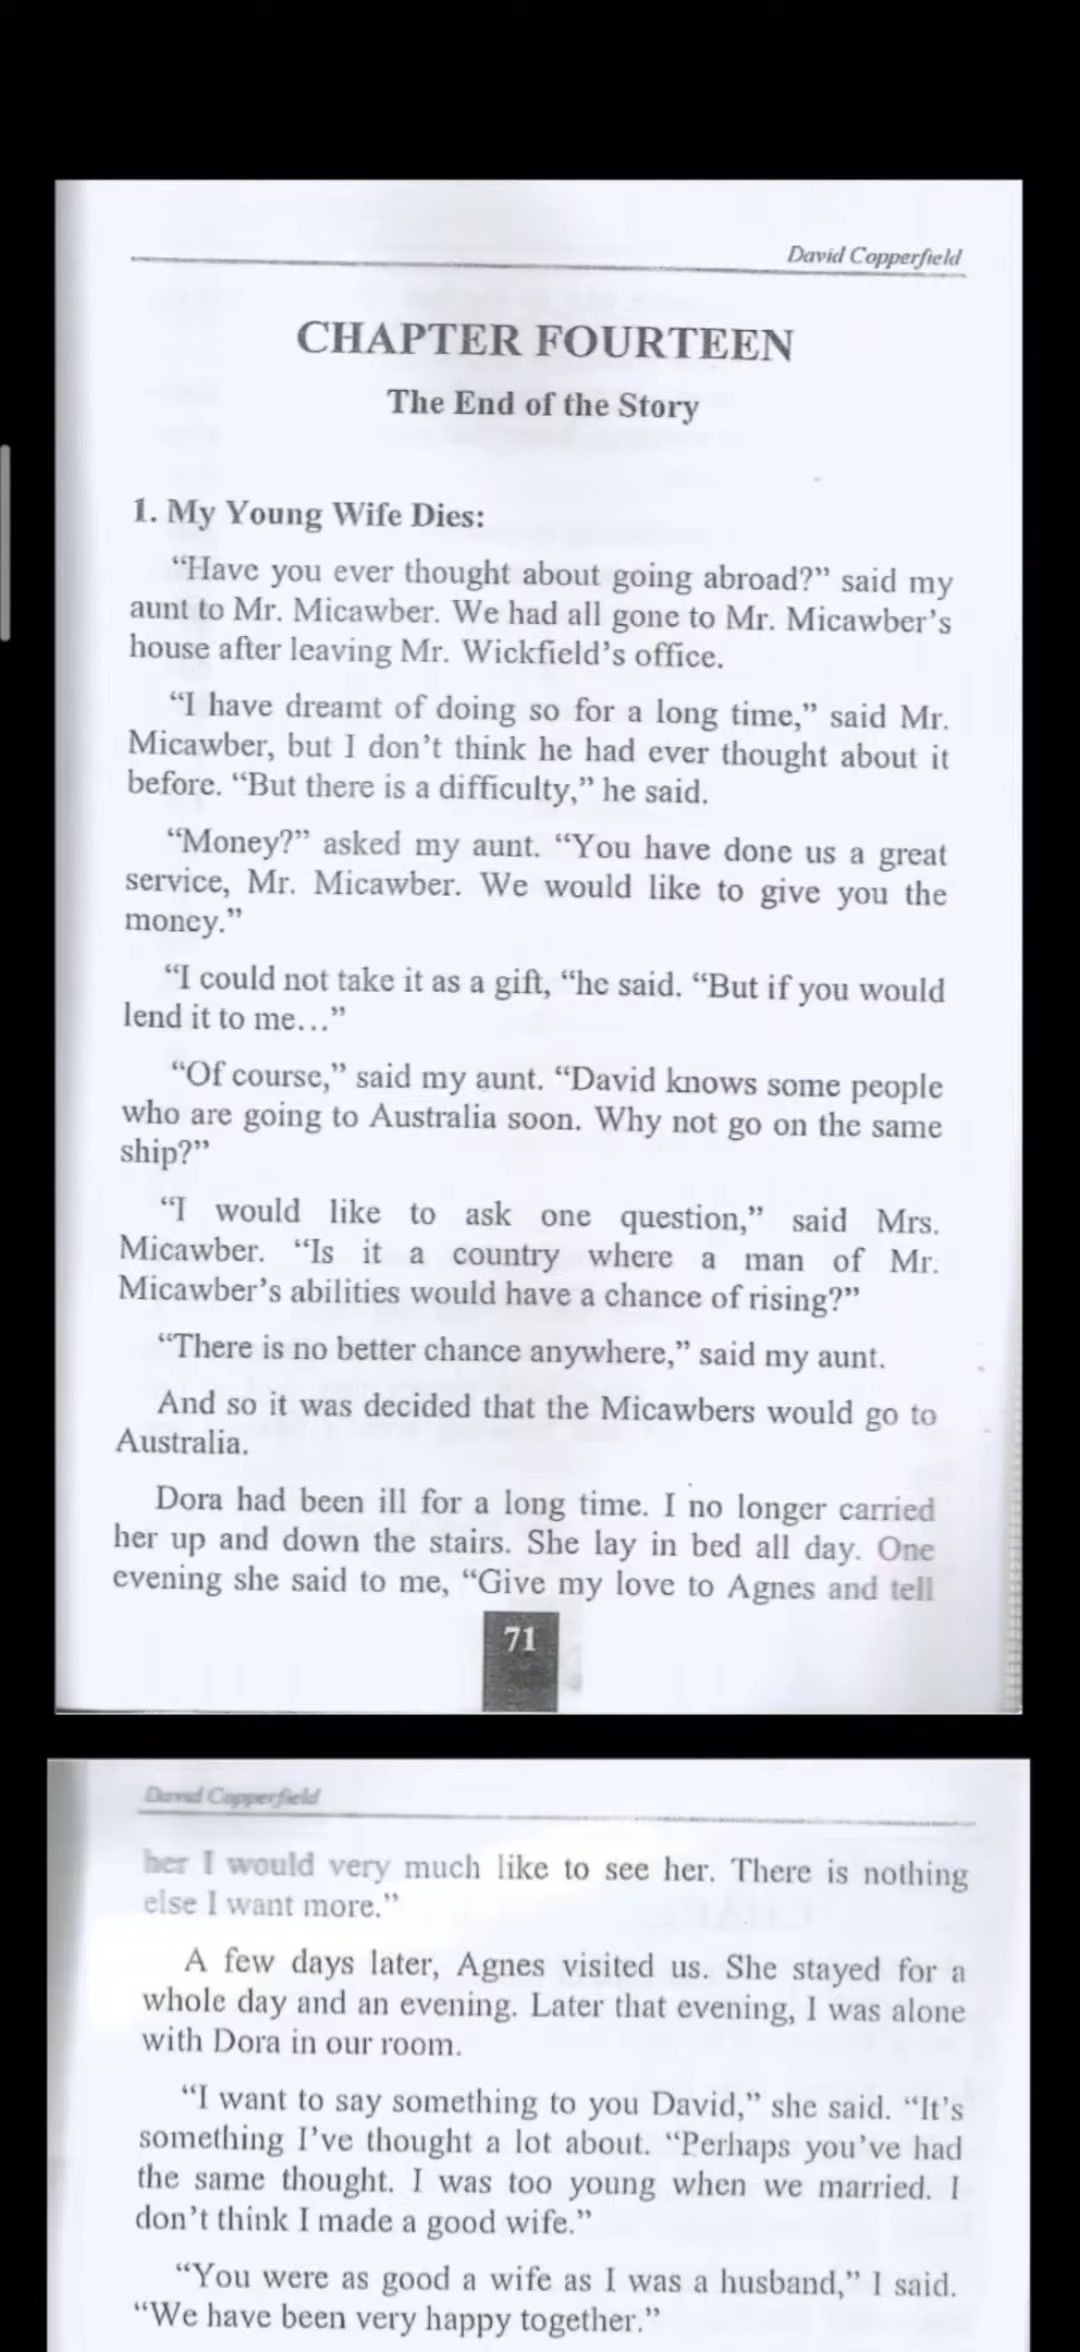 David Copperfield
CHAPTER FOURTEEN
The End of the Story
1. My Young Wife Dies:
“Have you ever thought about going abroad?” said my
aunt to Mr. Micawber. We had all gone to Mr. Micawber’s
house after leaving Mr. Wickfield’s office.
“I have dreamt of doing so for a long time,” said Mr.
Micawber, but I don’t think he had ever thought about it
before. “But there is a difficulty,” he said.
“Money?” asked my aunt. “You have done us a great
service, Mr. Micawber. We would like to give you the
money.”
“I could not take it as a gift, “he said. “But if you would
lend it to me...”
“Of course,” said my aunt. “David knows some people
who are going to Australia soon. Why not go on the same
ship?”
“I would like to ask one question,” said Mrs.
Micawber. “Is it a country where a man of Mr.
Micawber’s abilities would have a chance of rising?”
“There is no better chance anywhere,” said my aunt.
And so it was decided that the Micawbers would go to
Australia.
Dora had been ill for a long time. I no longer carried
her up and down the stairs. She lay in bed all day. One
evening she said to me, “Give my love to Agnes and tell
71
David Copperfield
her I would very much like to see her. There is nothing
else I want more.”
A few days later, Agnes visited us. She stayed for a
whole day and an evening. Later that evening, I was alone
with Dora in our room.
“I want to say something to you David,” she said. “It’s
something I’ve thought a lot about. “Perhaps you’ve had
the same thought. I was too young when we married. I
don’t think I made a good wife.”
“You were as good a wife as I was a husband,” I said.
“We have been very happy together.”